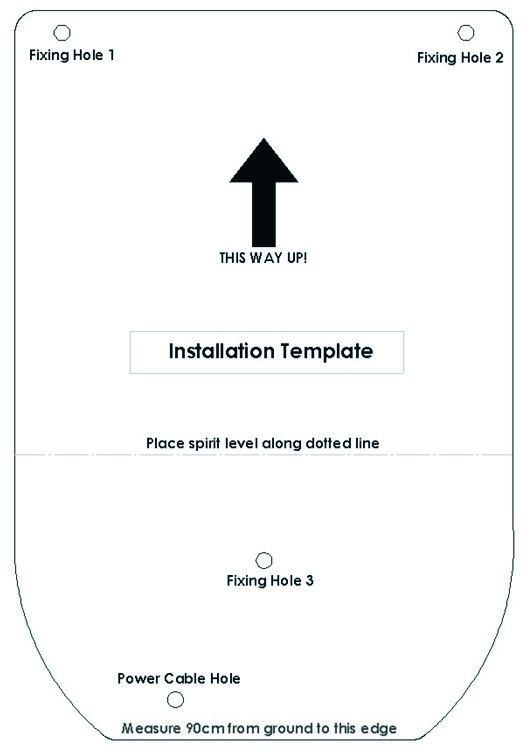 Fixing Hole 1
Fixing Hole 2
THIS WAY UP!
Installation Template
Place spirit level along dotted line
Fixing Hole 3
Power Cable Hole
Measure 90cm from ground to this edge